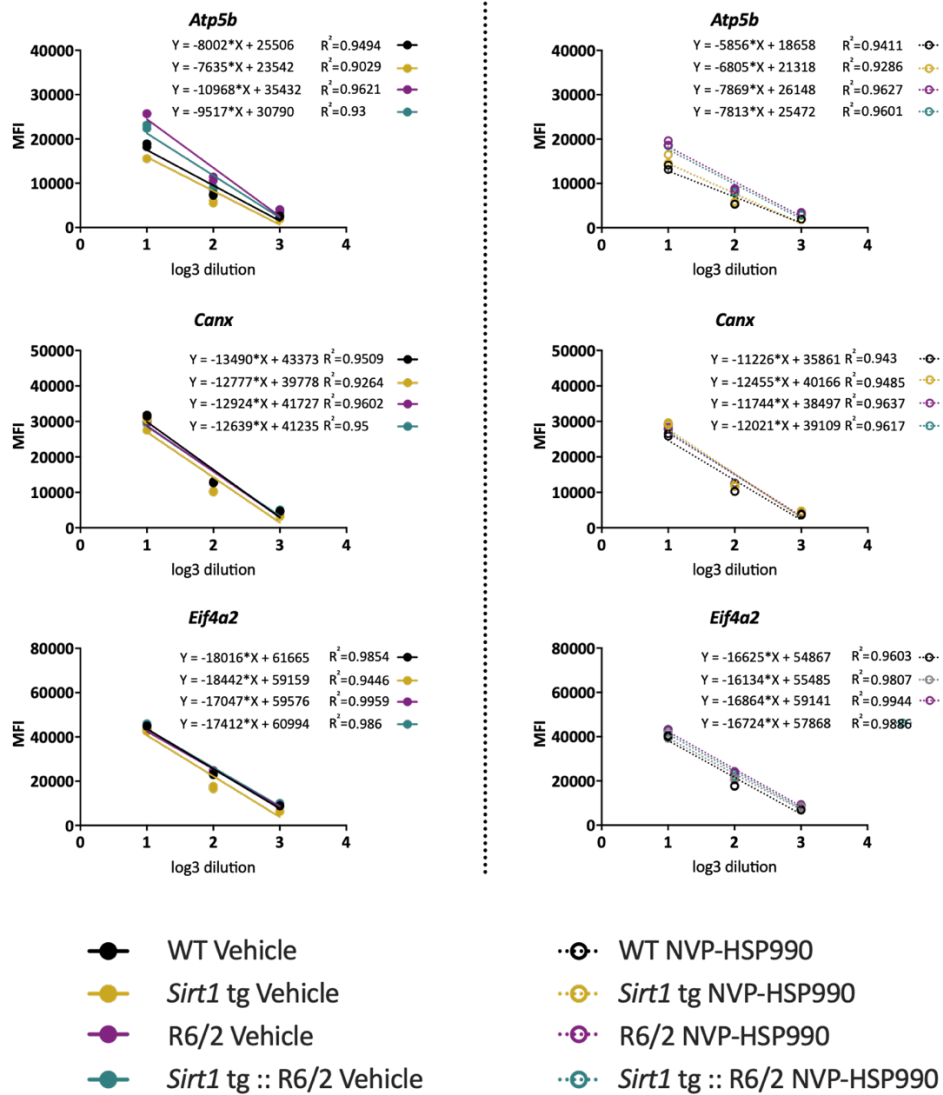 Atp5b
Y = -8002*X + 25506 R²=0.9494
Y = -7635*X + 23542 R²=0.9029
Y = -10968*X + 35432 R²=0.9621
Y = -9517*X + 30790 R²=0.93
40000
30000
20000
10000
0
MFI
0 1 2 3 4
log3 dilution
Atp5b
Y = -5856*X + 18658 R²=0.9411
Y = -6805*X + 21318 R²=0.9286
Y = -7869*X + 26148 R²=0.9627
Y = -7813*X + 25472 R²=0.9601
40000
30000
20000
10000
0
MFI
0 1 2 3 4
log3 dilution
Canx
Y = -13490*X + 43373 R²=0.9509
Y = -12777*X + 39778 R²=0.9264
Y = -12924*X + 41727 R²=0.9602
Y = -12639*X + 41235 R²=0.95
50000
40000
30000
20000
10000
0
MFI
0 1 2 3 4
log3 dilution
Canx
Y = -11226*X + 35861 R²=0.943
Y = -12455*X + 40166 R²=0.9485
Y = -11744*X + 38497 R²=0.9637
Y = -12021*X + 39109 R²=0.9617
50000
40000
30000
20000
10000
0
MFI
0 1 2 3 4
log3 dilution
Eif4a2
Y = -18016*X + 61665 R²=0.9854
Y = -18442*X + 59159 R²=0.9446
Y = -17047*X + 59576 R²=0.9959
Y = -17412*X + 60994 R²=0.986
80000
60000
40000
20000
0
MFI
0 1 2 3 4
log3 dilution
Eif4a2
Y = -16625*X + 54867 R²=0.9603
Y = -16134*X + 55485 R²=0.9807
Y = -16864*X + 59141 R²=0.9944
Y = -16724*X + 57868 R²=0.9886
80000
60000
40000
20000
0
MFI
0 1 2 3 4
log3 dilution
WT Vehicle
Sirt1 tg Vehicle
R6/2 Vehicle
Sirt1 tg :: R6/2 Vehicle
WT NVP-HSP990
Sirt1 tg NVP-HSP990
R6/2 NVP-HSP990
Sirt1 tg :: R6/2 NVP-HSP990